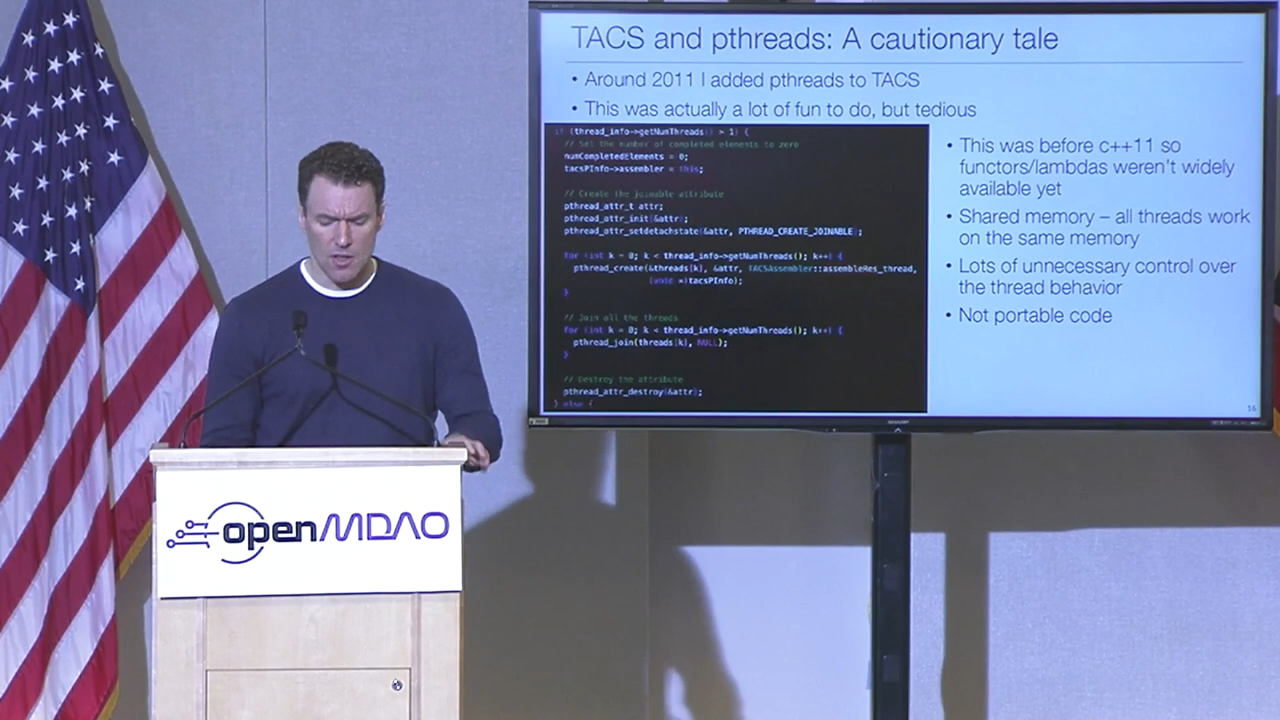 TACS and pthreads: A cautionary tale
• Around 2011 I added pthreads to TACS
• This was actually a lot of fun to do, but tedious
if (thread_info->getNumThreads() > 1) {
// Set the number of completed elements to zero
numCompletedElements = 0;
tacsPInfo->assembler = this;
// Create the joinable attribute
pthread_attr_t attr;
pthread_attr_init(&attr);
pthread_attr_setdetachstate(&attr, PTHREAD_CREATE_JOINABLE);
for (int k = 0; k < thread_info->getNumThreads(); k++) {
pthread_create(&threads[k], &attr, TACSAssembler::assembleRes_thread,
(void *)tacsPInfo);
}
// Join all the threads
for (int k = 0; k < thread_info->getNumThreads(); k++) {
pthread_join(threads[k], NULL);
}
// Destroy the attribute
pthread_attr_destroy(&attr);
} else {
• This was before c++11 so
functors/lambdas weren't widely
available yet
• Shared memory – all threads work
on the same memory
• Lots of unnecessary control over
the thread behavior
• Not portable code
16
SHARP
openMDAO